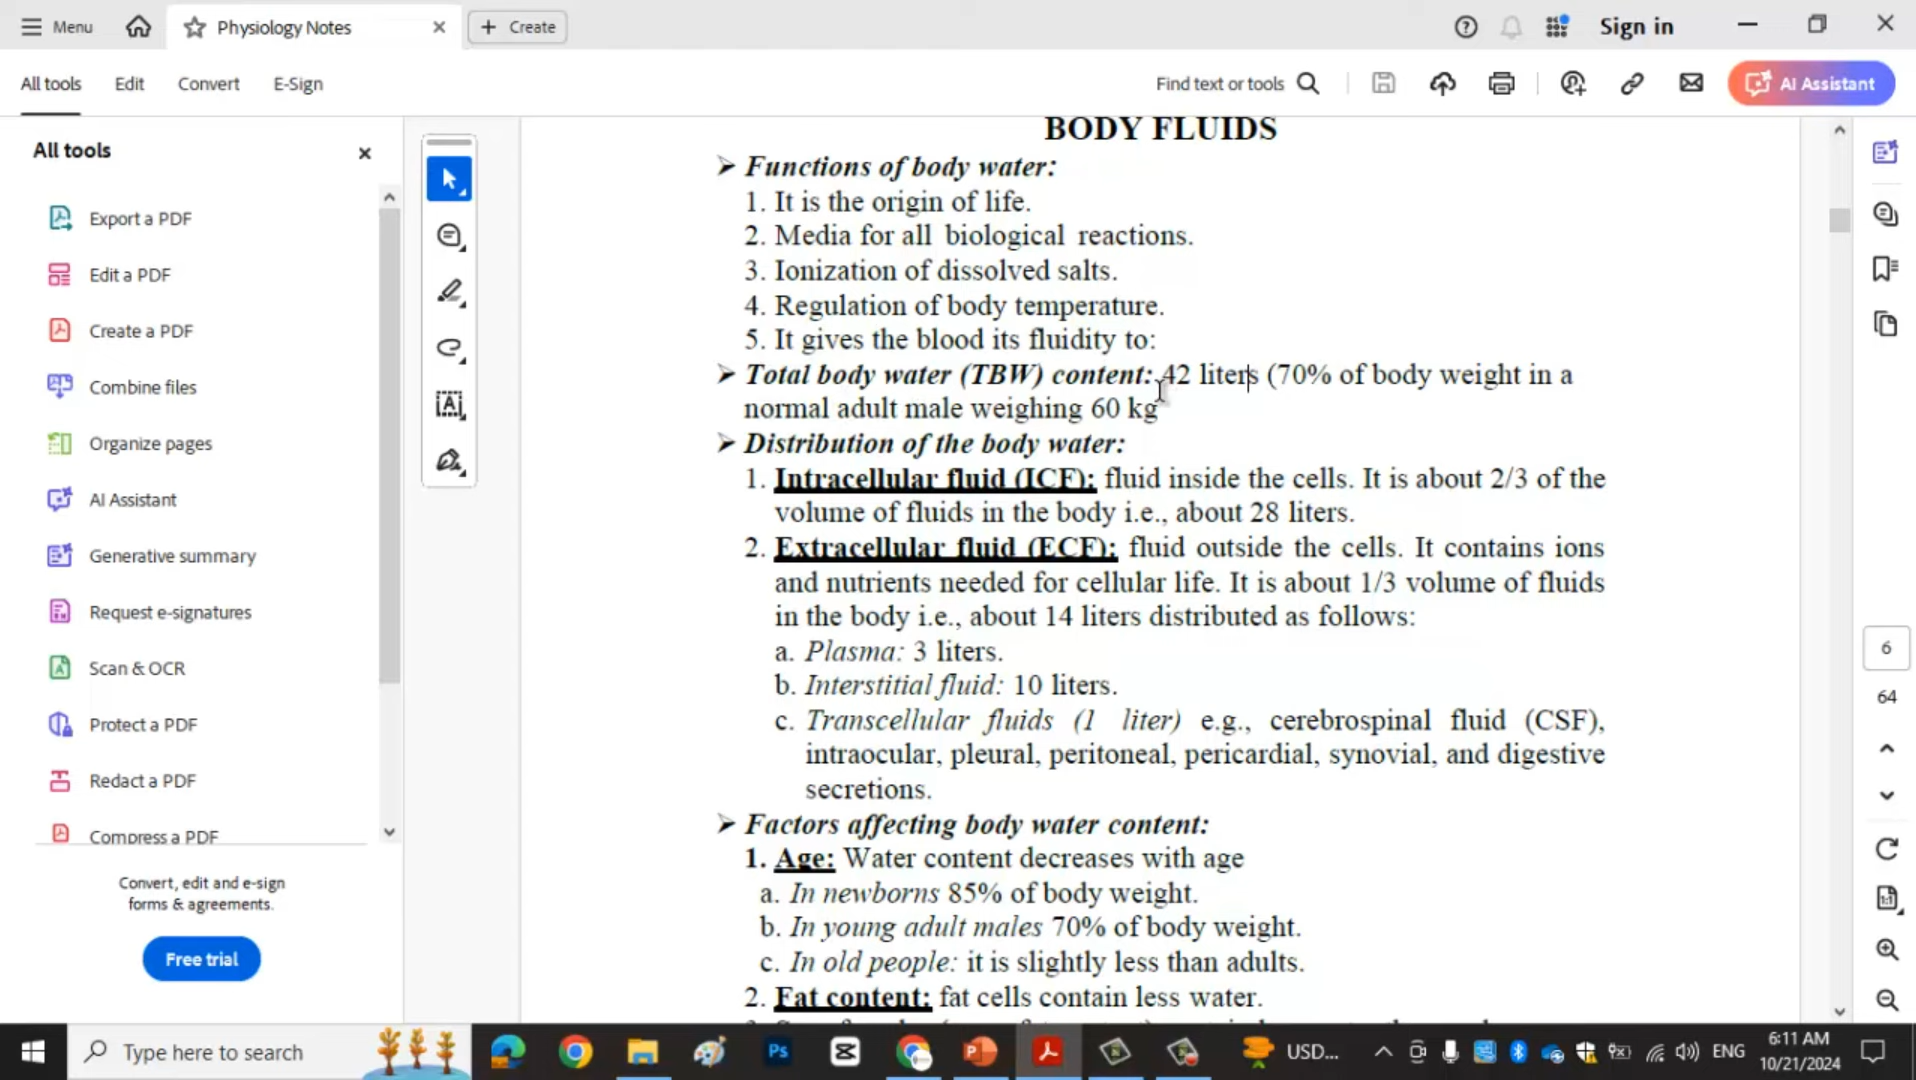 Menu
Physiology Notes
Create
Sign in
All tools
Edit
Convert
E-Sign
Find text or tools
AI Assistant
All tools
Export a PDF
Edit a PDF
Create a PDF
Combine files
Organize pages
AI Assistant
Generative summary
Request e-signatures
Scan & OCR
Protect a PDF
Redact a PDF
Compress a PDF
Convert, edit and e-sign
forms & agreements.
Free trial
BODY FLUIDS
➢ Functions of body water:
1. It is the origin of life.
2. Media for all biological reactions.
3. Ionization of dissolved salts.
4. Regulation of body temperature.
5. It gives the blood its fluidity to:
➢ Total body water (TBW) content: 42 liters (70% of body weight in a
normal adult male weighing 60 kg
➢ Distribution of the body water:
1. Intracellular fluid (ICF): fluid inside the cells. It is about 2/3 of the
volume of fluids in the body i.e., about 28 liters.
2. Extracellular fluid (ECF): fluid outside the cells. It contains ions
and nutrients needed for cellular life. It is about 1/3 volume of fluids
in the body i.e., about 14 liters distributed as follows:
a. Plasma: 3 liters.
b. Interstitial fluid: 10 liters.
c. Transcellular fluids (1 liter) e.g., cerebrospinal fluid (CSF),
intraocular, pleural, peritoneal, pericardial, synovial, and digestive
secretions.
➢ Factors affecting body water content:
1. Age: Water content decreases with age
a. In newborns 85% of body weight.
b. In young adult males 70% of body weight.
c. In old people: it is slightly less than adults.
2. Fat content: fat cells contain less water.
6
64
Type here to search
Ps
USD...
ENG
6:11 AM
10/21/2024